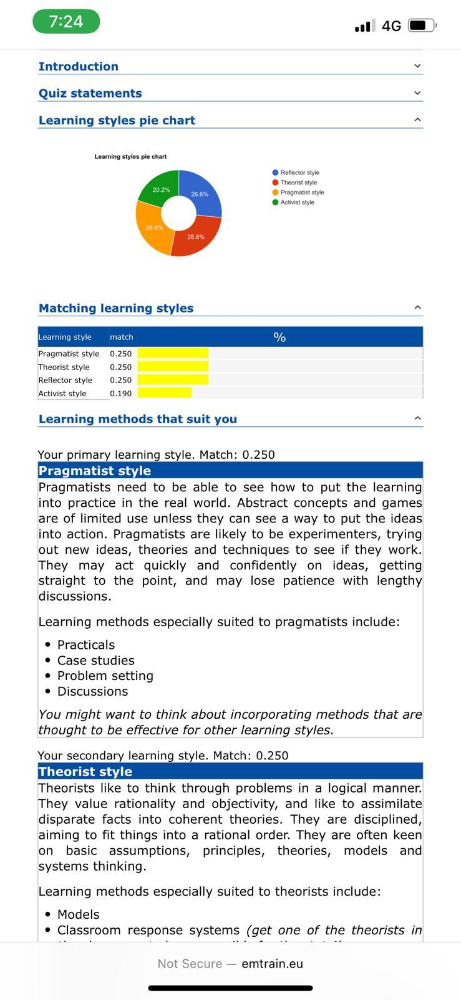 7:24
4G
Introduction
Quiz statements
Learning styles pie chart
Learning styles pie chart
20.2%
26.6%
26.6%
26.6%
Reflector style
Theorist style
Pragmatist style
Activist style
Matching learning styles
Learning style match %
Pragmatist style 0.250
Theorist style 0.250
Reflector style 0.250
Activist style 0.190
Learning methods that suit you
Your primary learning style. Match: 0.250
Pragmatist style
Pragmatists need to be able to see how to put the learning
into practice in the real world. Abstract concepts and games
are of limited use unless they can see a way to put the ideas
into action. Pragmatists are likely to be experimenters, trying
out new ideas, theories and techniques to see if they work.
They may act quickly and confidently on ideas, getting
straight to the point, and may lose patience with lengthy
discussions.
Learning methods especially suited to pragmatists include:
• Practicals
• Case studies
• Problem setting
• Discussions
You might want to think about incorporating methods that are
thought to be effective for other learning styles.
Your secondary learning style. Match: 0.250
Theorist style
Theorists like to think through problems in a logical manner.
They value rationality and objectivity, and like to assimilate
disparate facts into coherent theories. They are disciplined,
aiming to fit things into a rational order. They are often keen
on basic assumptions, principles, theories, models and
systems thinking.
Learning methods especially suited to theorists include:
• Models
• Classroom response systems (get one of the theorists in
Not Secure — emtrain.eu